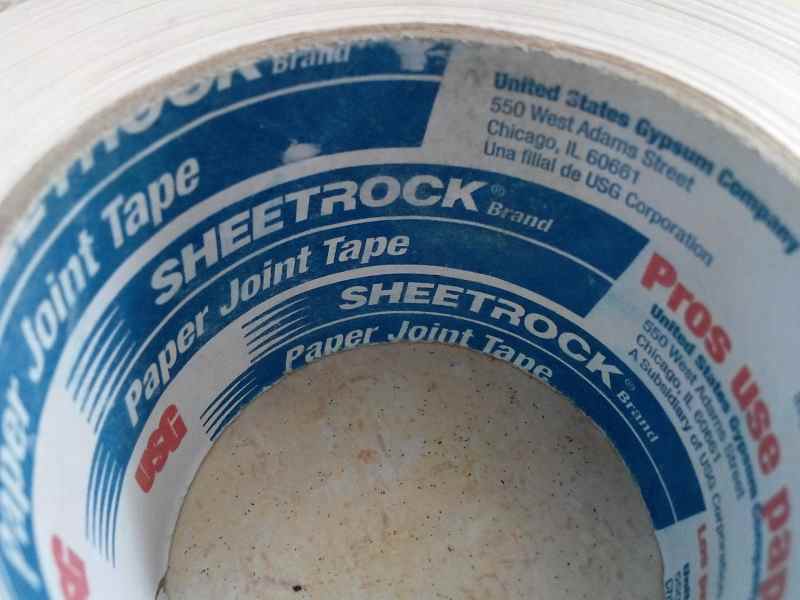 SHEETROCK Brand
Paper Joint Tape
United States Gypsum Company
550 West Adams Street
Chicago, IL 60661
Una filial de USG Corporation
SHEETROCK® Brand
Paper Joint Tape
USG
Pros use
United States Gypsum Company
550 West Adams Street
Chicago, IL 60661
A Subsidiary of USG Corporation
SHEETROCK® Brand
Paper Joint Tape